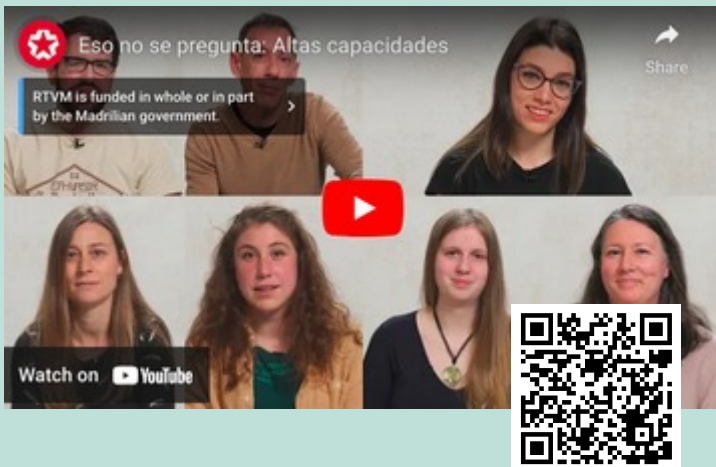 Eso no se pregunta: Altas capacidades
Share
RTVM is funded in whole or in part
by the Madrilian government.
Watch on YouTube